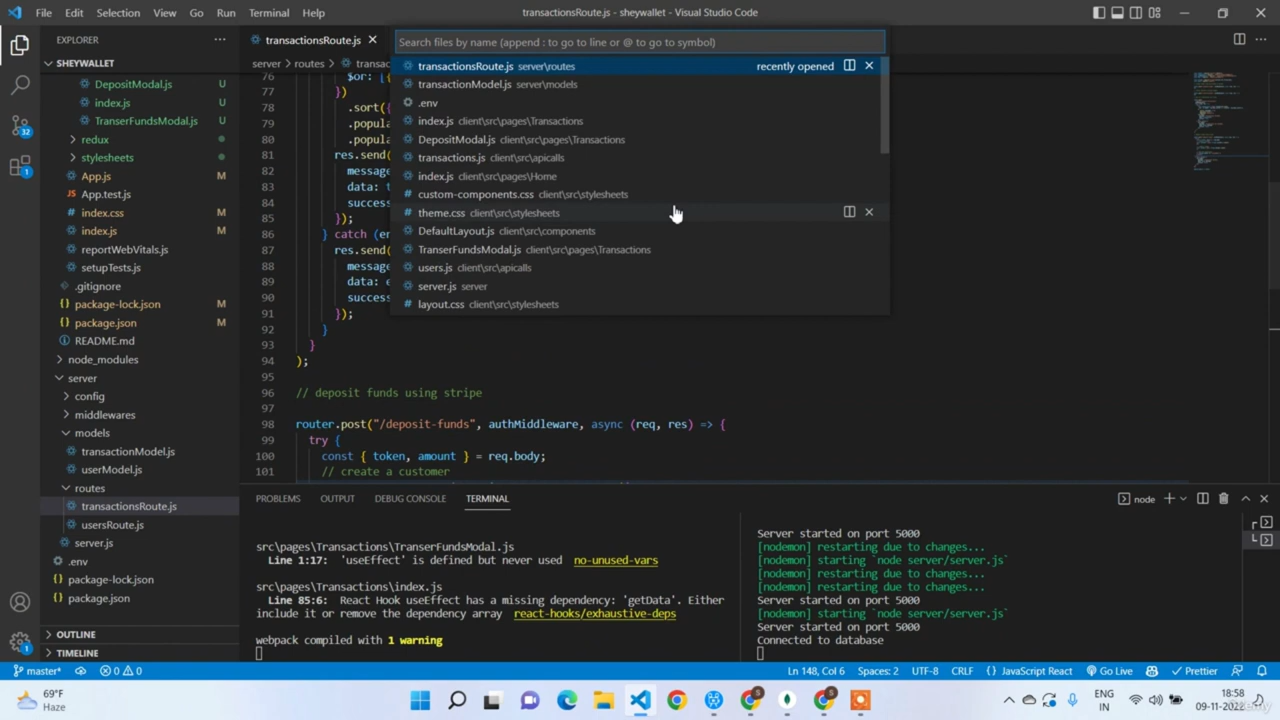 File Edit Selection View Go Run Terminal Help
transactionsRoute.js - sheywallet - Visual Studio Code
EXPLORER
SHEYWALLET
DepositModal.js U
index.js U
TranserFundsModal.js U
redux
stylesheets
App.js M
App.test.js
index.css M
index.js M
reportWebVitals.js
setupTests.js
.gitignore
package-lock.json M
package.json M
README.md
node_modules
server
config
middlewares
models
transactionModel.js
userModel.js
routes
transactionsRoute.js
usersRoute.js
server.js
.env
package-lock.json
package.json
OUTLINE
TIMELINE
transactionsRoute.js
server > routes >
Search files by name (append : to go to line or @ to go to symbol)
transactionsRoute.js server\routes recently opened
transactionModel.js server\models
.env
index.js client\src\pages\Transactions
DepositModal.js client\src\pages\Transactions
transactions.js client\src\apicalls
index.js client\src\pages\Home
custom-components.css client\src\stylesheets
theme.css client\src\stylesheets
DefaultLayout.js client\src\components
TranserFundsModal.js client\src\pages\Transactions
users.js client\src\apicalls
server.js server
layout.css client\src\stylesheets
76 $or: [{
77 })
78 .sort({
79 .popula
80 .popula
81 res.send(
82 message
83 data: t
84 success
85 });
86 } catch (er
87 res.send(
88 message
89 data: e
90 success
91 });
92 }
93 }
94 );
95
96 // deposit funds using stripe
97
98 router.post("/deposit-funds", authMiddleware, async (req, res) => {
99 try {
100 const { token, amount } = req.body;
101 // create a customer
PROBLEMS OUTPUT DEBUG CONSOLE TERMINAL
node
src\pages\Transactions\TranserFundsModal.js
Line 1:17: 'useEffect' is defined but never used no-unused-vars
src\pages\Transactions\index.js
Line 85:6: React Hook useEffect has a missing dependency: 'getData'. Either
include it or remove the dependency array react-hooks/exhaustive-deps
webpack compiled with 1 warning
Server started on port 5000
[nodemon] restarting due to changes...
[nodemon] starting `node server/server.js`
[nodemon] restarting due to changes...
[nodemon] restarting due to changes...
Server started on port 5000
[nodemon] starting `node server/server.js`
Server started on port 5000
Connected to database
master* 0 0
Ln 148, Col 6 Spaces: 2 UTF-8 CRLF JavaScript React Go Live Prettier
69°F
Haze
ENG
IN
18:58
09-11-2022